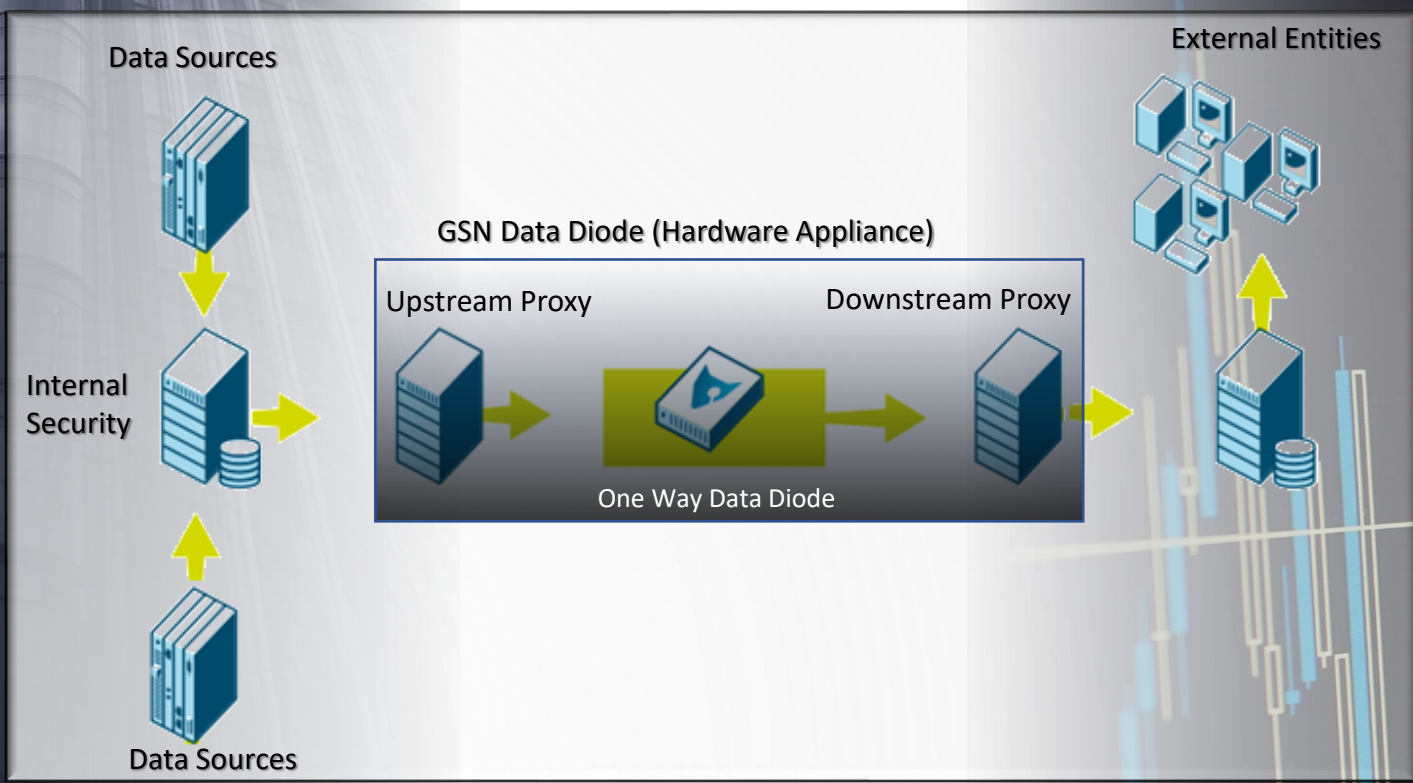 Data Sources
External Entities
GSN Data Diode (Hardware Appliance)
Upstream Proxy
Downstream Proxy
Internal
Security
One Way Data Diode
Data Sources